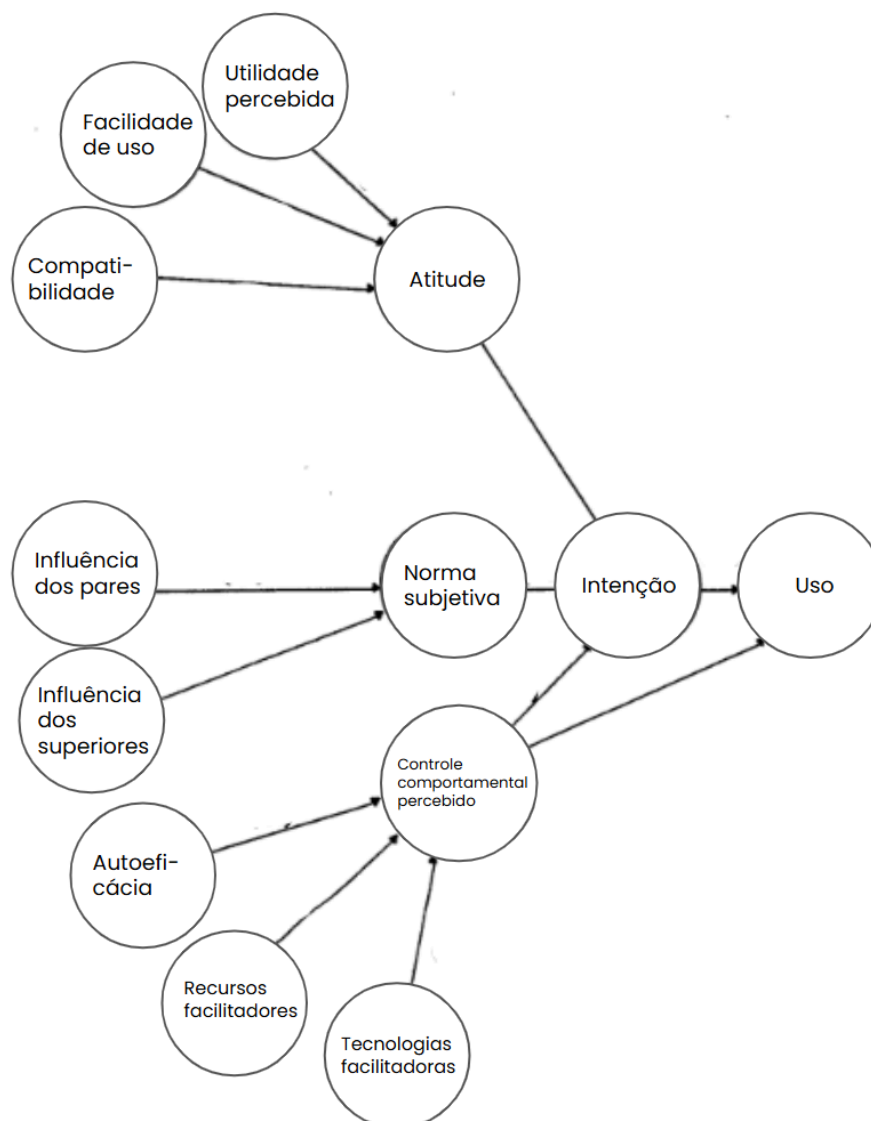 Utilidade
percebida
Facilidade
de uso
Compati-
bilidade
Atitude
Influência
dos pares
Norma
subjetiva
Intenção
Uso
Influência
dos
superiores
Controle
comportamental
percebido
Autoefi-
cácia
Recursos
facilitadores
Tecnologias
facilitadoras